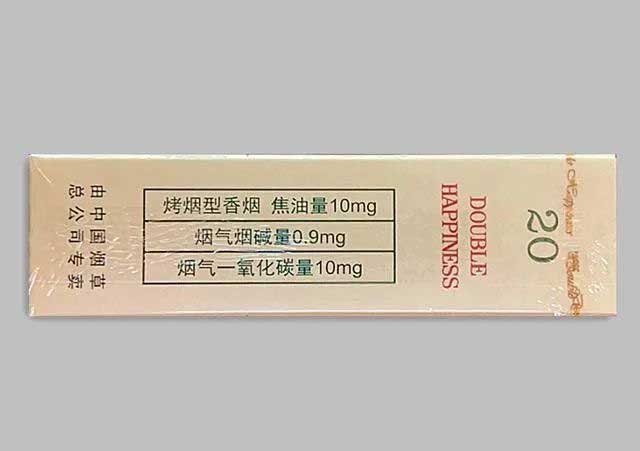 由中国烟草
总公司专卖
烤烟型香烟 焦油量10mg
烟气烟碱量0.9mg
烟气一氧化碳量10mg
DOUBLE
HAPPINESS
20